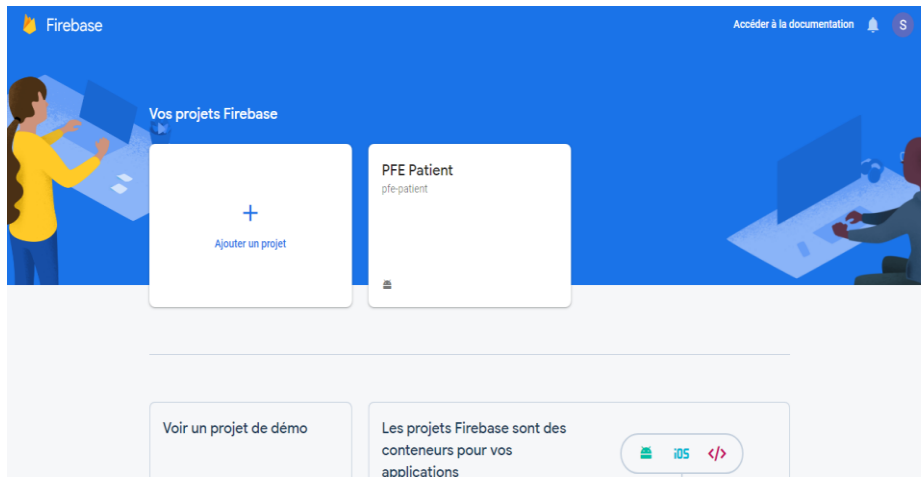 Firebase
Accéder à la documentation
S
Vos projets Firebase
Ajouter un projet
PFE Patient
pfe-patient
Voir un projet de démo
Les projets Firebase sont des
conteneurs pour vos
applications
iOS
</>